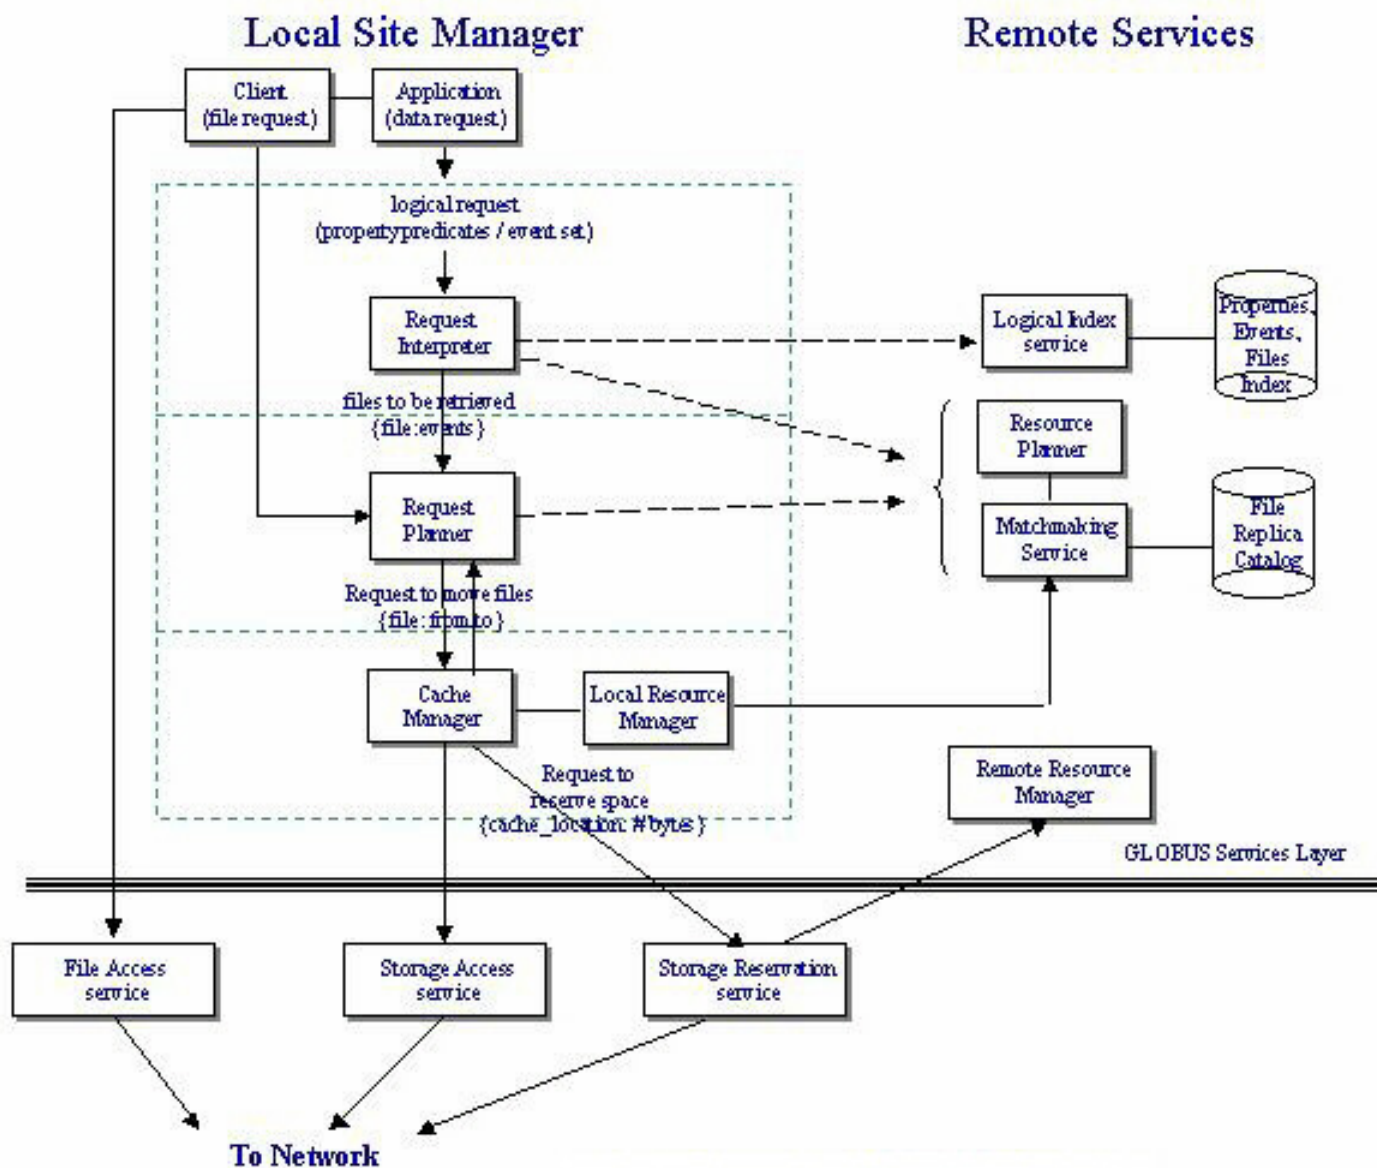 Local Site Manager
Remote Services
Client
(file request)
Application
(data request)
logical request
(property predicates / event set)
Request
Interpreter
Logical Index
service
Properties,
Events,
Files
Index
files to be retrieved
{file:events}
Resource
Planner
Request
Planner
Matchmaking
Service
File
Replica
Catalog
Request to move files
{file: from,to}
Cache
Manager
Local Resource
Manager
Request to
reserve space
{cache_location: # bytes}
Remote Resource
Manager
GLOBUS Services Layer
File Access
service
Storage Access
service
Storage Reservation
service
To Network